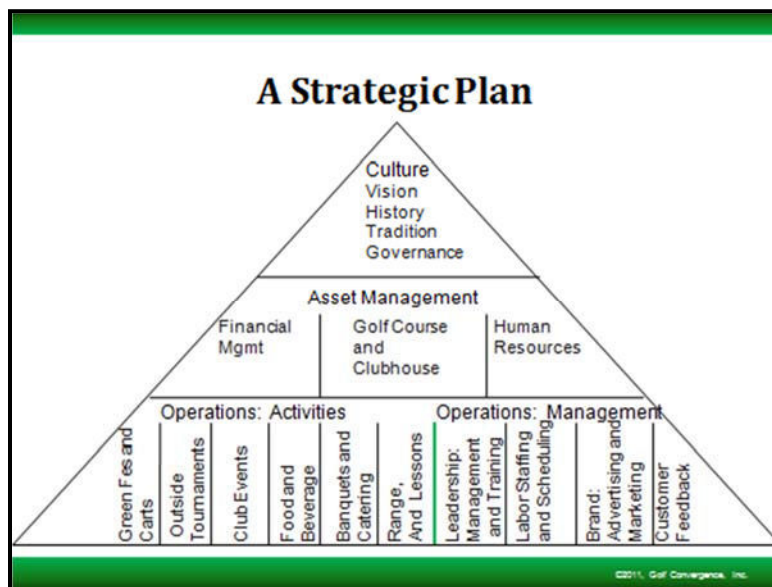 A Strategic Plan
Culture
Vision
History
Tradition
Governance
Asset Management
Financial
Mgmt
Golf Course
and
Clubhouse
Human
Resources
Operations: Activities
Operations: Management
Green Fes and
Carts
Outside
Tournaments
Club Events
Food and
Beverage
Banquets and
Catering
Range,
And Lessons
Leadership:
Management
and Training
Labor Staffing
and Scheduling
Brand:
Advertising and
Marketing
Customer
Feedback
©2011, Golf Convergence, Inc.